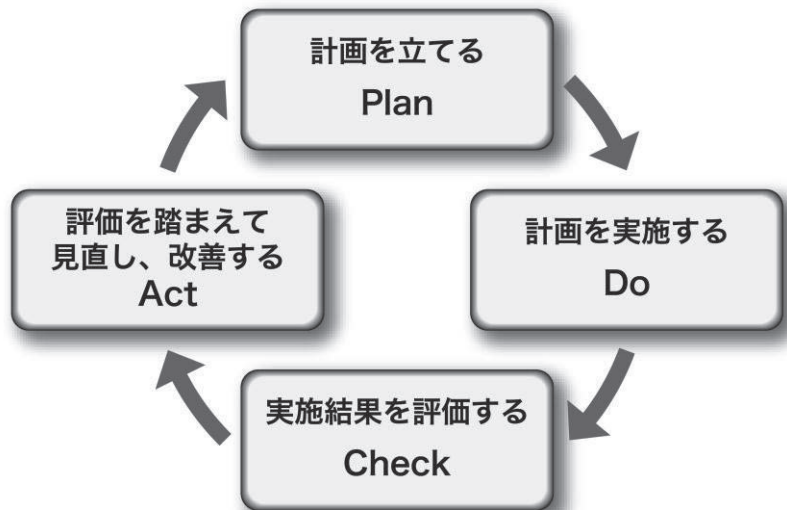 計画を立てる
Plan
計画を実施する
Do
実施結果を評価する
Check
評価を踏まえて
見直し、改善する
Act